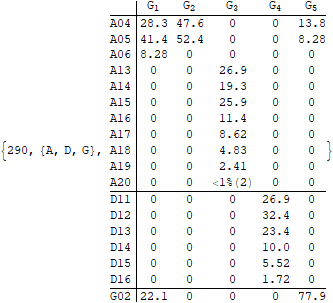 G₁ G₂ G₃ G₄ G₅
A04 28.3 47.6 0 0 13.8
A05 41.4 52.4 0 0 8.28
A06 8.28 0 0 0 0
A13 0 0 26.9 0 0
A14 0 0 19.3 0 0
A15 0 0 25.9 0 0
A16 0 0 11.4 0 0
A17 0 0 8.62 0 0
{290, {A, D, G}, A18 0 0 4.83 0 0 }
A19 0 0 2.41 0 0
A20 0 0 <1%(2) 0 0
D11 0 0 0 26.9 0
D12 0 0 0 32.4 0
D13 0 0 0 23.4 0
D14 0 0 0 10.0 0
D15 0 0 0 5.52 0
D16 0 0 0 1.72 0
G02 22.1 0 0 0 77.9